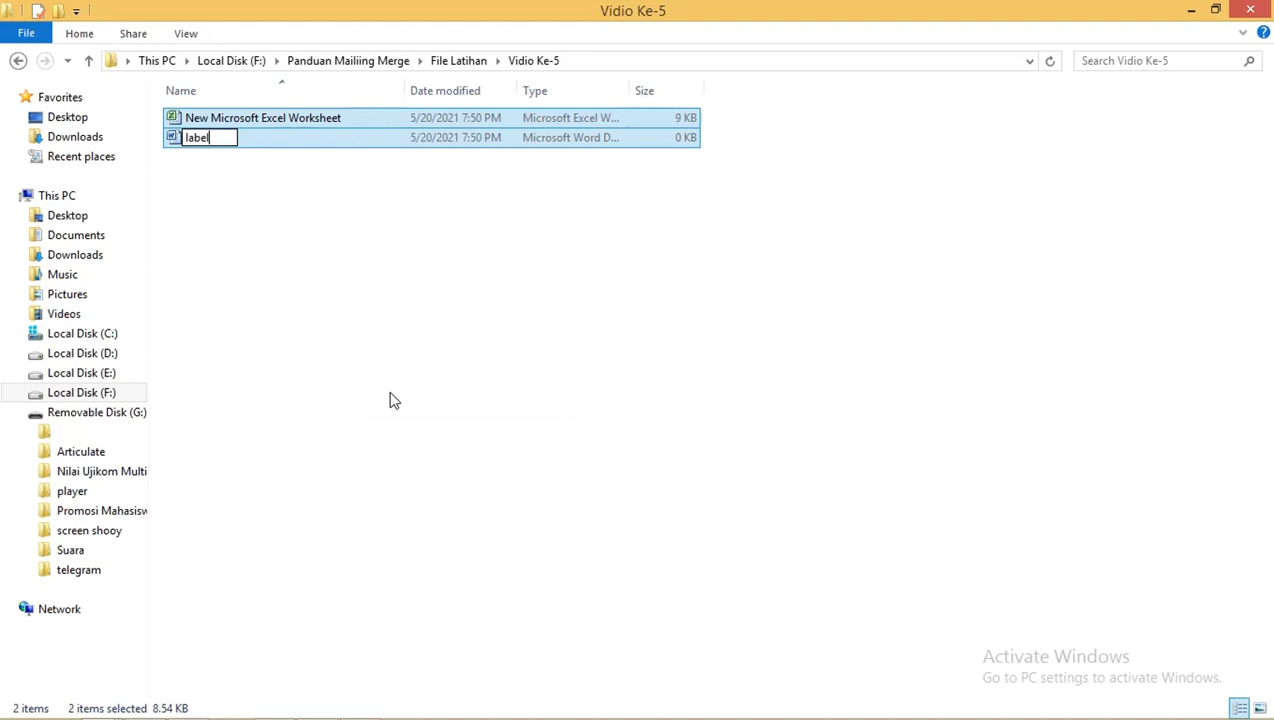 Vidio Ke-5
File
Home
Share
View
This PC
Local Disk (F:)
Panduan Mailiing Merge
File Latihan
Vidio Ke-5
Search Vidio Ke-5
Name
Date modified
Type
Size
New Microsoft Excel Worksheet
5/20/2021 7:50 PM
Microsoft Excel W...
9 KB
label
5/20/2021 7:50 PM
Microsoft Word D...
0 KB
Favorites
Desktop
Downloads
Recent places
This PC
Desktop
Documents
Downloads
Music
Pictures
Videos
Local Disk (C:)
Local Disk (D:)
Local Disk (E:)
Local Disk (F:)
Removable Disk (G:)
Articulate
Nilai Ujikom Multi
player
Promosi Mahasisw
screen shooy
Suara
telegram
Network
Activate Windows
Go to PC settings to activate Windows.
2 items
2 items selected 8.54 KB